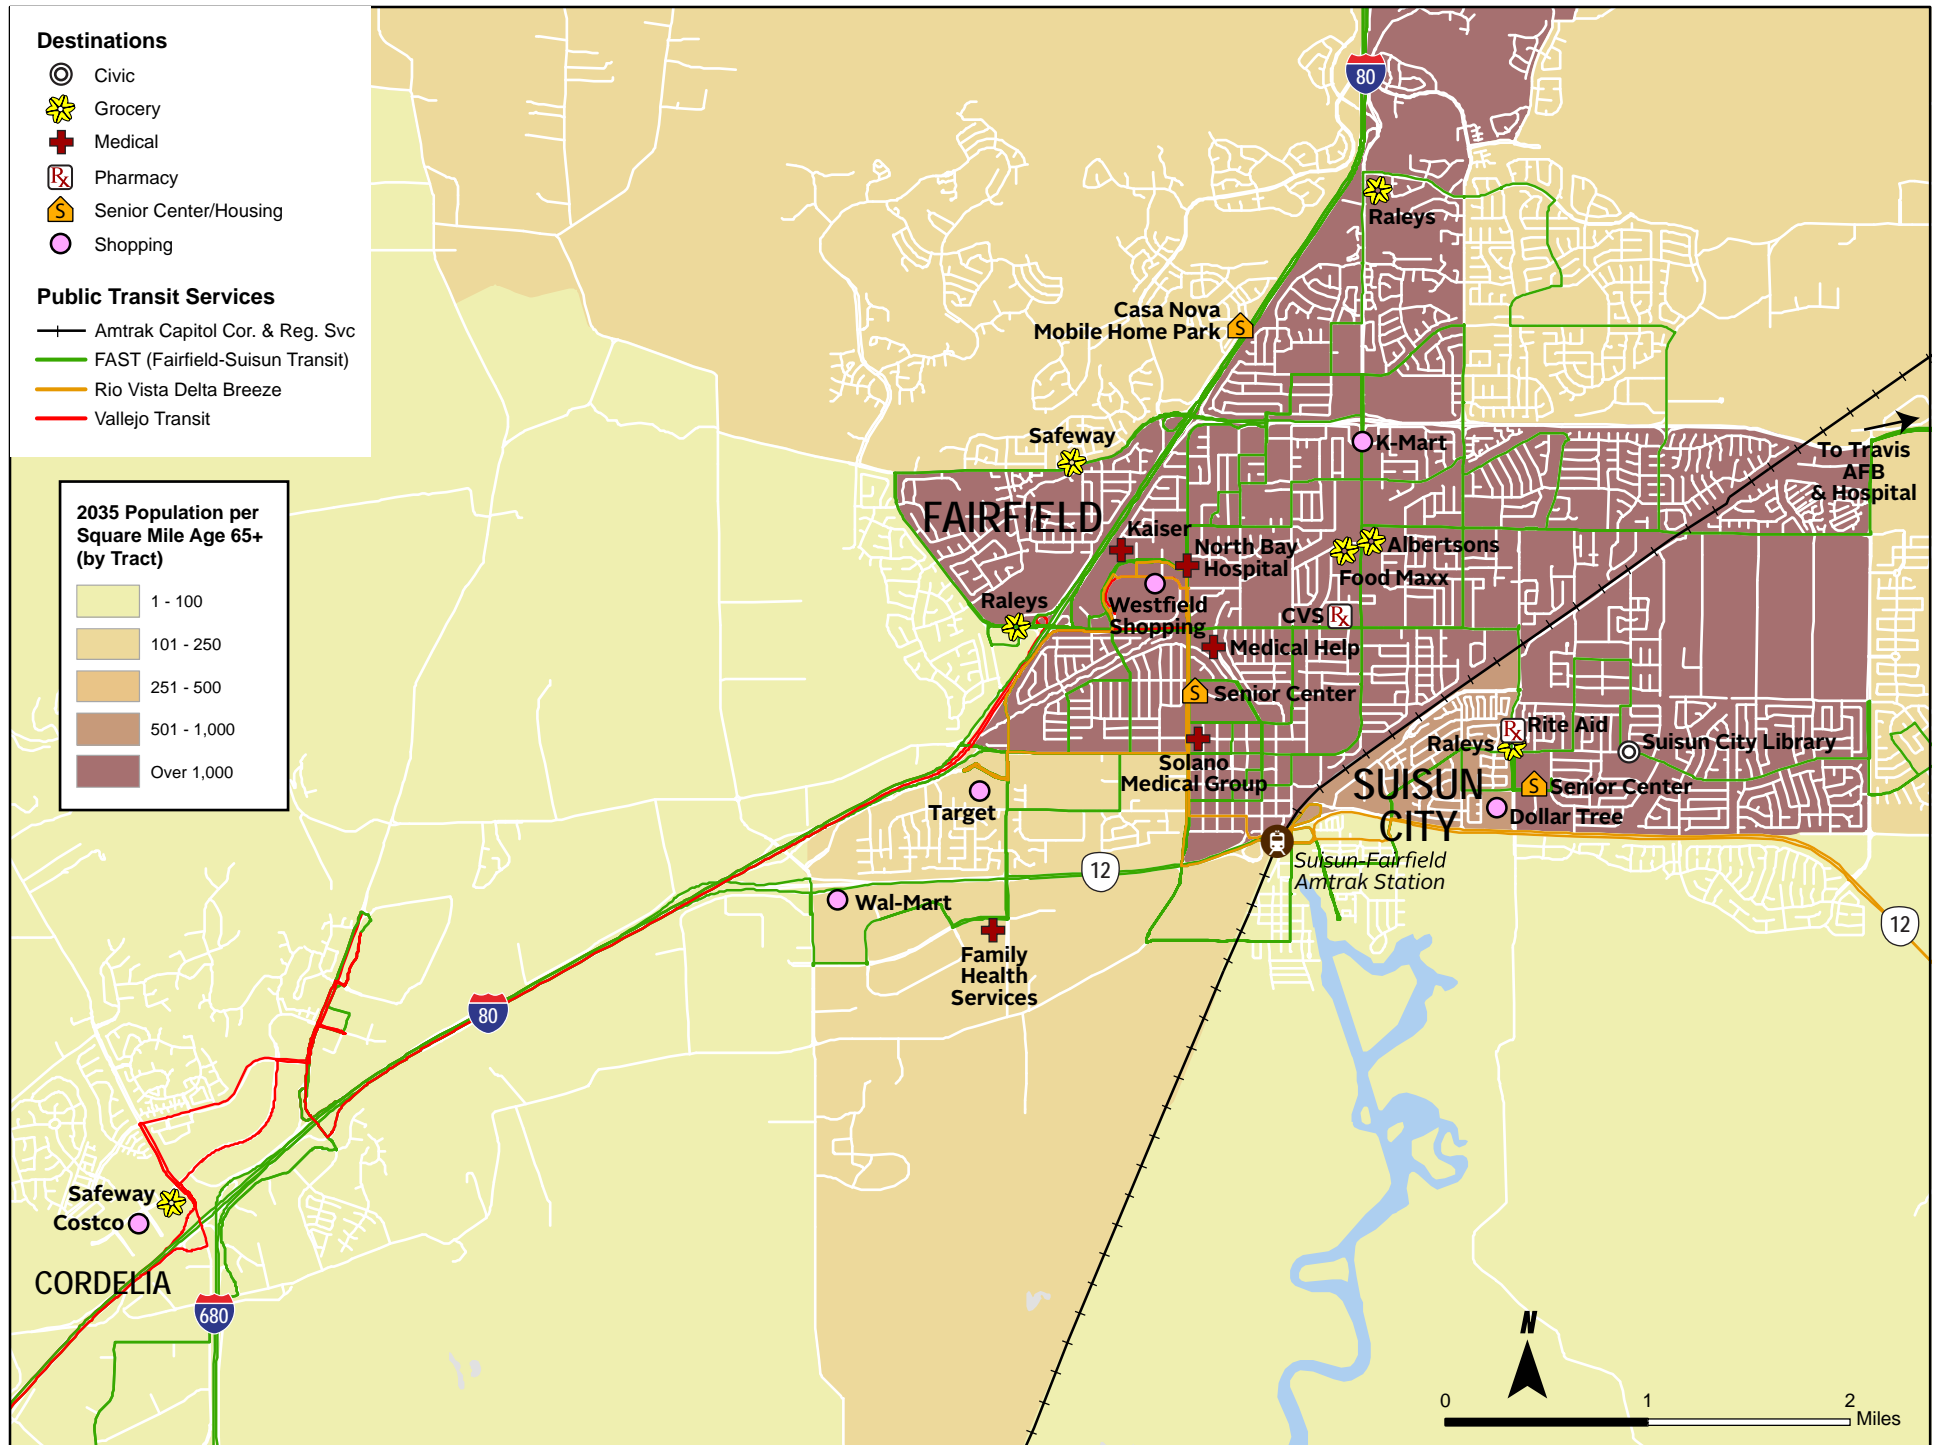 Destinations
Civic
Grocery
Medical
Rx
Pharmacy
S
Senior Center/Housing
Shopping
Public Transit Services
Amtrak Capitol Cor. & Reg. Svc
FAST (Fairfield-Suisun Transit)
Rio Vista Delta Breeze
Vallejo Transit
2035 Population per
Square Mile Age 65+
(by Tract)
1 - 100
101 - 250
251 - 500
501 - 1,000
Over 1,000
80
Raleys
Casa Nova
Mobile Home Park
S
Safeway
K-Mart
To Travis
AFB
& Hospital
FAIRFIELD
Kaiser
North Bay
Hospital
Albertsons
Food Maxx
Raleys
Westfield
Shopping
CVS
Rx
Medical Help
S
Senior Center
Rx
Rite Aid
Raleys
Suisun City Library
Solano
Medical Group
SUISUN
CITY
S
Senior Center
Dollar Tree
Target
Suisun-Fairfield
Amtrak Station
12
Wal-Mart
12
Family
Health
Services
80
Safeway
Costco
CORDELIA
680
N
0
1
2
Miles